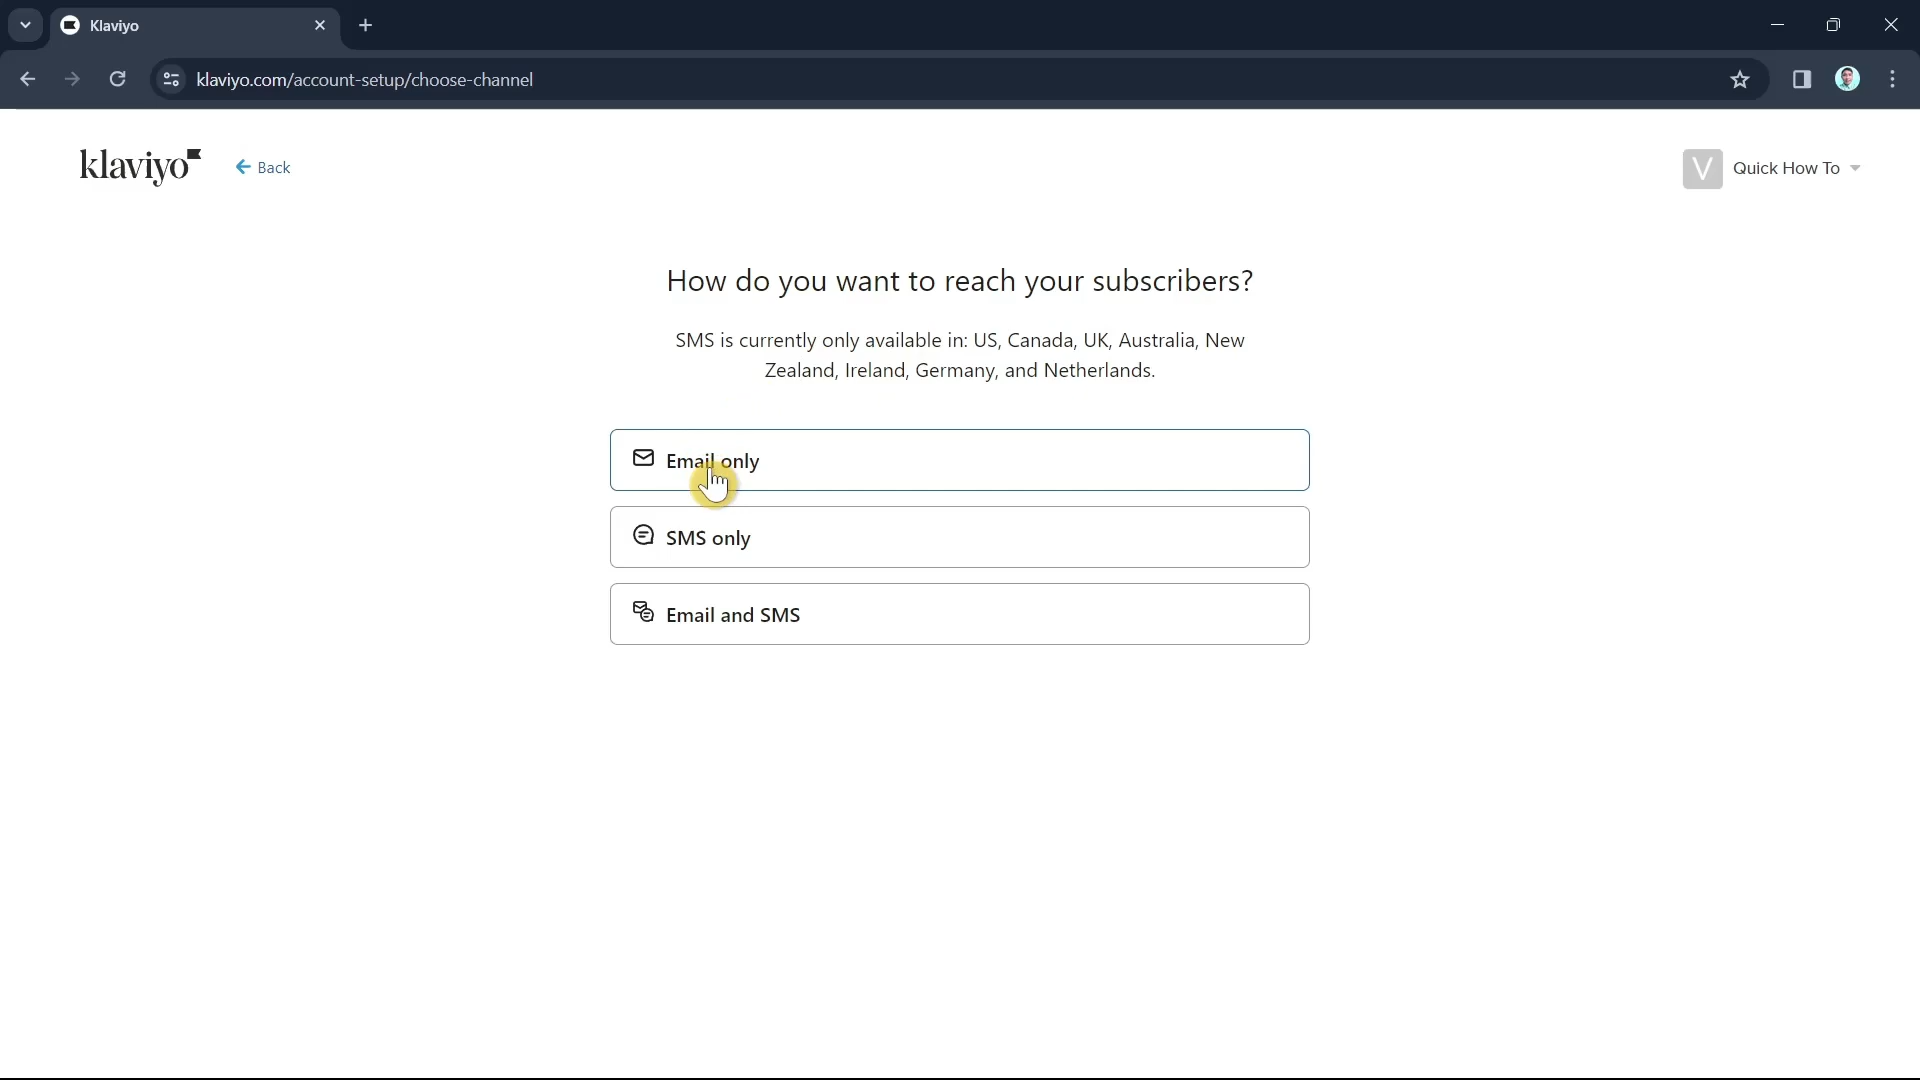 Klaviyo
klaviyo.com/account-setup/choose-channel
klaviyo
Back
V
Quick How To
How do you want to reach your subscribers?
SMS is currently only available in: US, Canada, UK, Australia, New
Zealand, Ireland, Germany, and Netherlands.
Email only
SMS only
Email and SMS